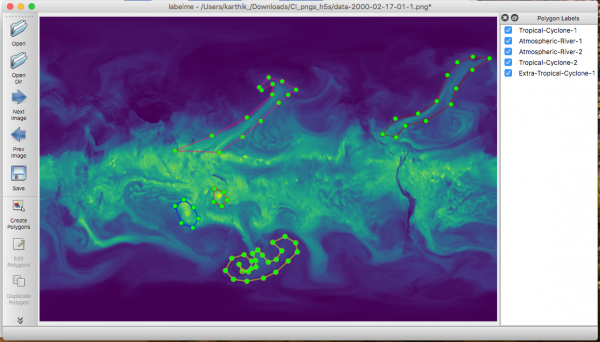 labelme - /Users/karthik_/Downloads/CI_pngs_h5s/data-2000-02-17-01-1.png*
Open
Open
Dir
Next
Image
Prev
Image
Save
Create
Polygons
Edit
Polygons
Duplicate
Polygon
Polygon Labels
Tropical-Cyclone-1
Atmospheric-River-1
Atmospheric-River-2
Tropical-Cyclone-2
Extra-Tropical-Cyclone-1